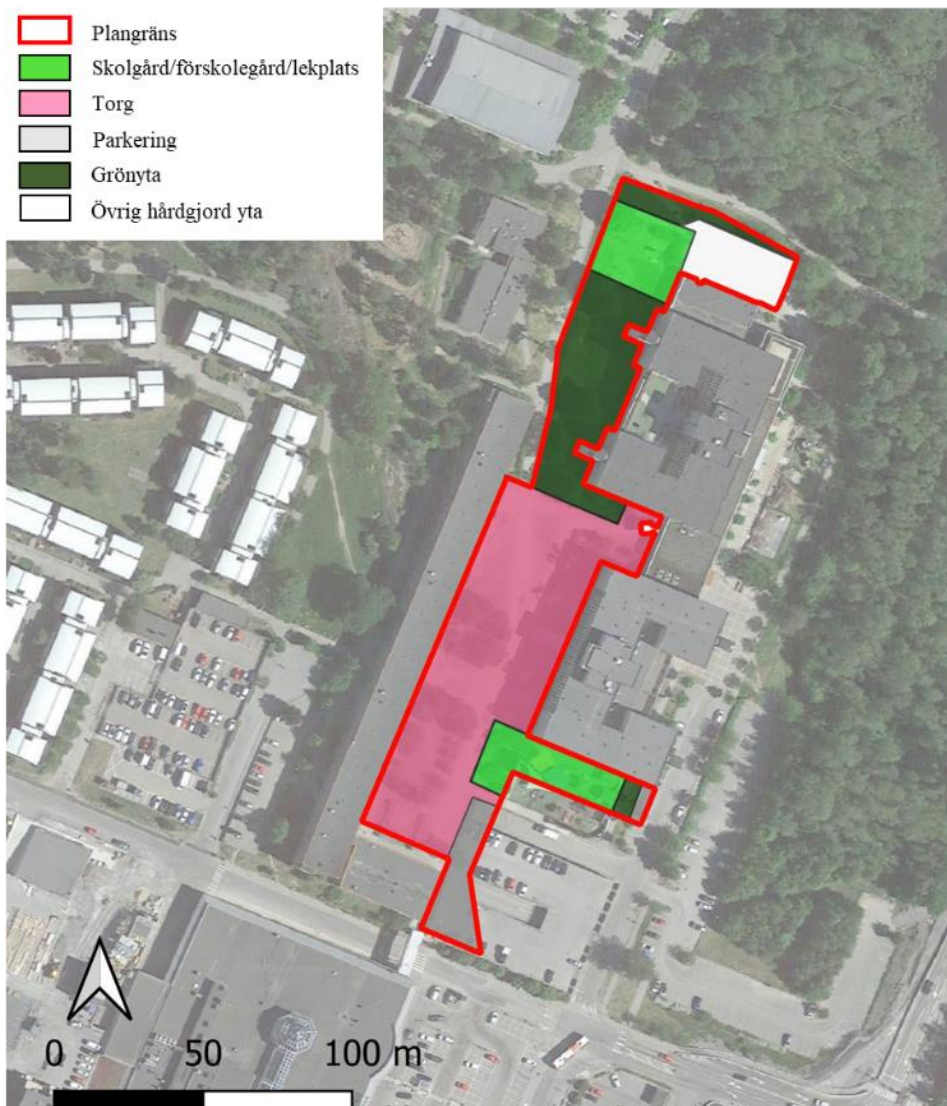 Plangräns
Skolgård/förskolegård/lekplats
Torg
Parkering
Grönyta
Övrig hårdgjord yta
0 50 100 m